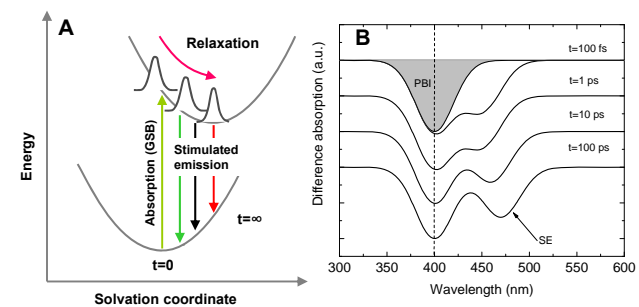 A
Relaxation
Energy
Absorption (GSB)
Stimulated
emission
t=∞
t=0
Solvation coordinate
B
Difference absorption (a.u.)
PBI
t=100 fs
t=1 ps
t=10 ps
t=100 ps
SE
300 350 400 450 500 550 600
Wavelength (nm)